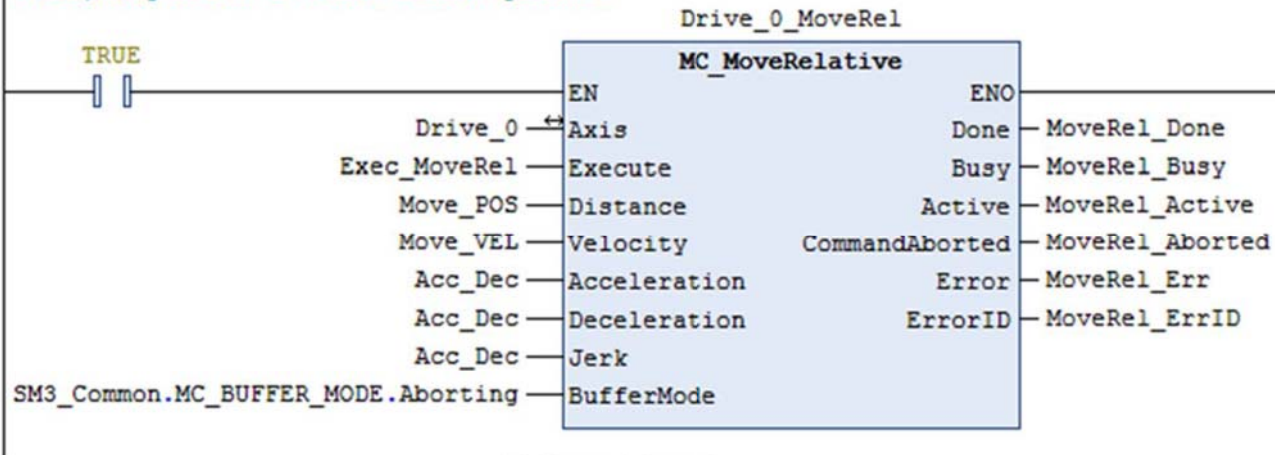 Drive_0_MoveRel
TRUE
MC_MoveRelative
EN ENO
Drive_0 Axis Done MoveRel_Done
Exec_MoveRel Execute Busy MoveRel_Busy
Move_POS Distance Active MoveRel_Active
Move_VEL Velocity CommandAborted MoveRel_Aborted
Acc_Dec Acceleration Error MoveRel_Err
Acc_Dec Deceleration ErrorID MoveRel_ErrID
Acc_Dec Jerk
SM3_Common.MC_BUFFER_MODE.Aborting BufferMode